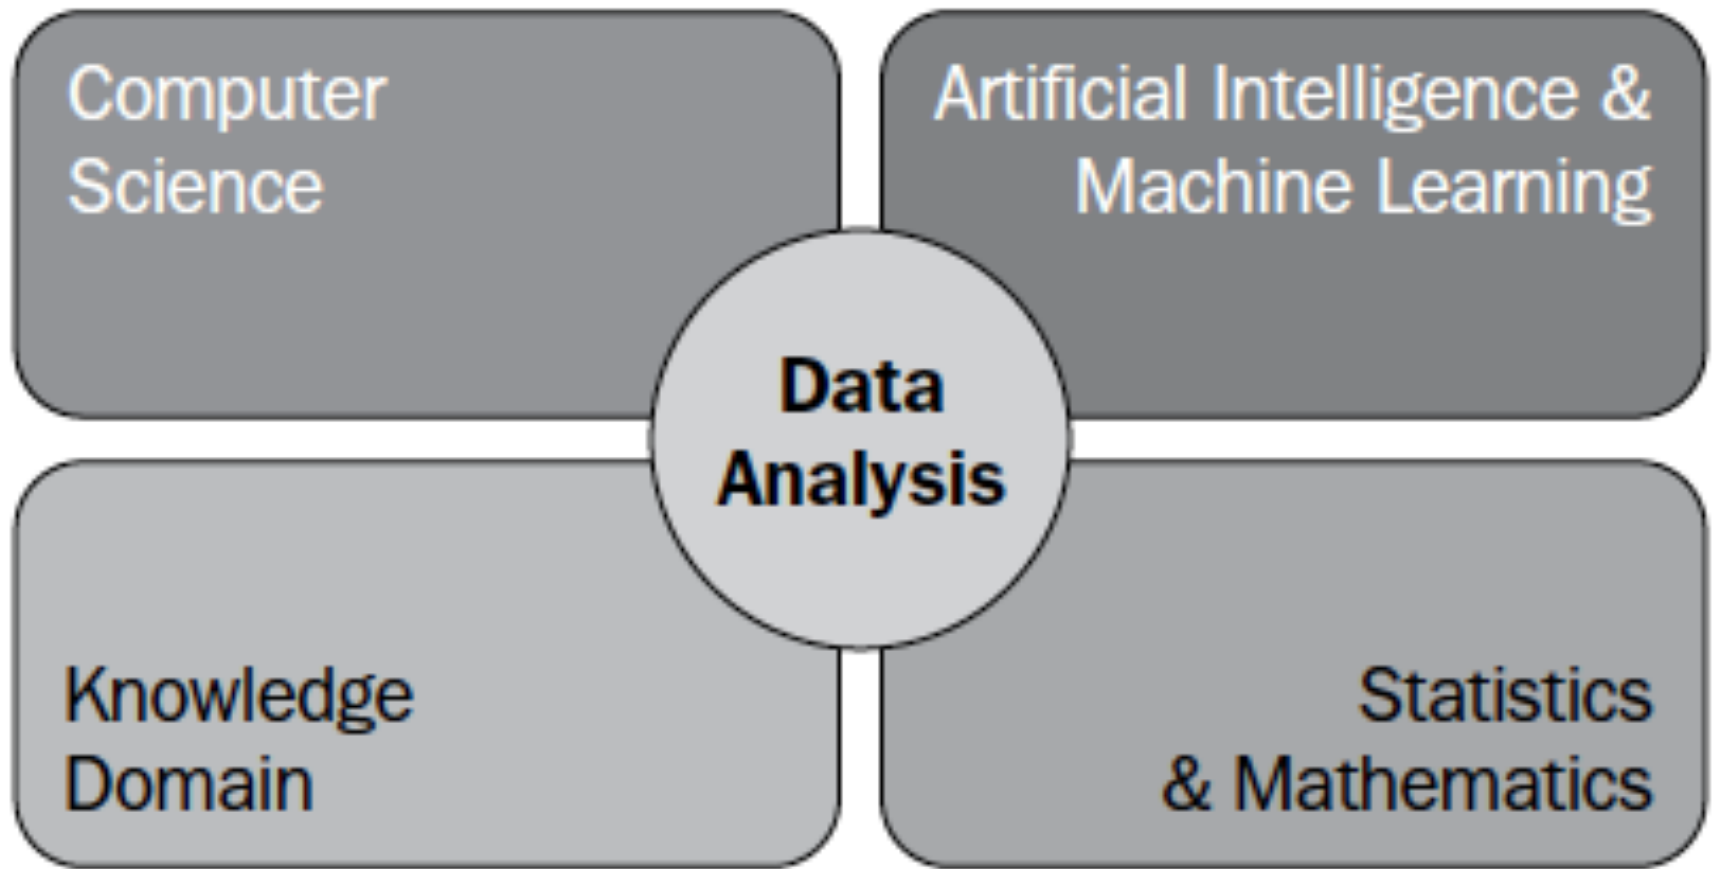 Computer
Science
Artificial Intelligence &
Machine Learning
Data
Analysis
Knowledge
Domain
Statistics
& Mathematics